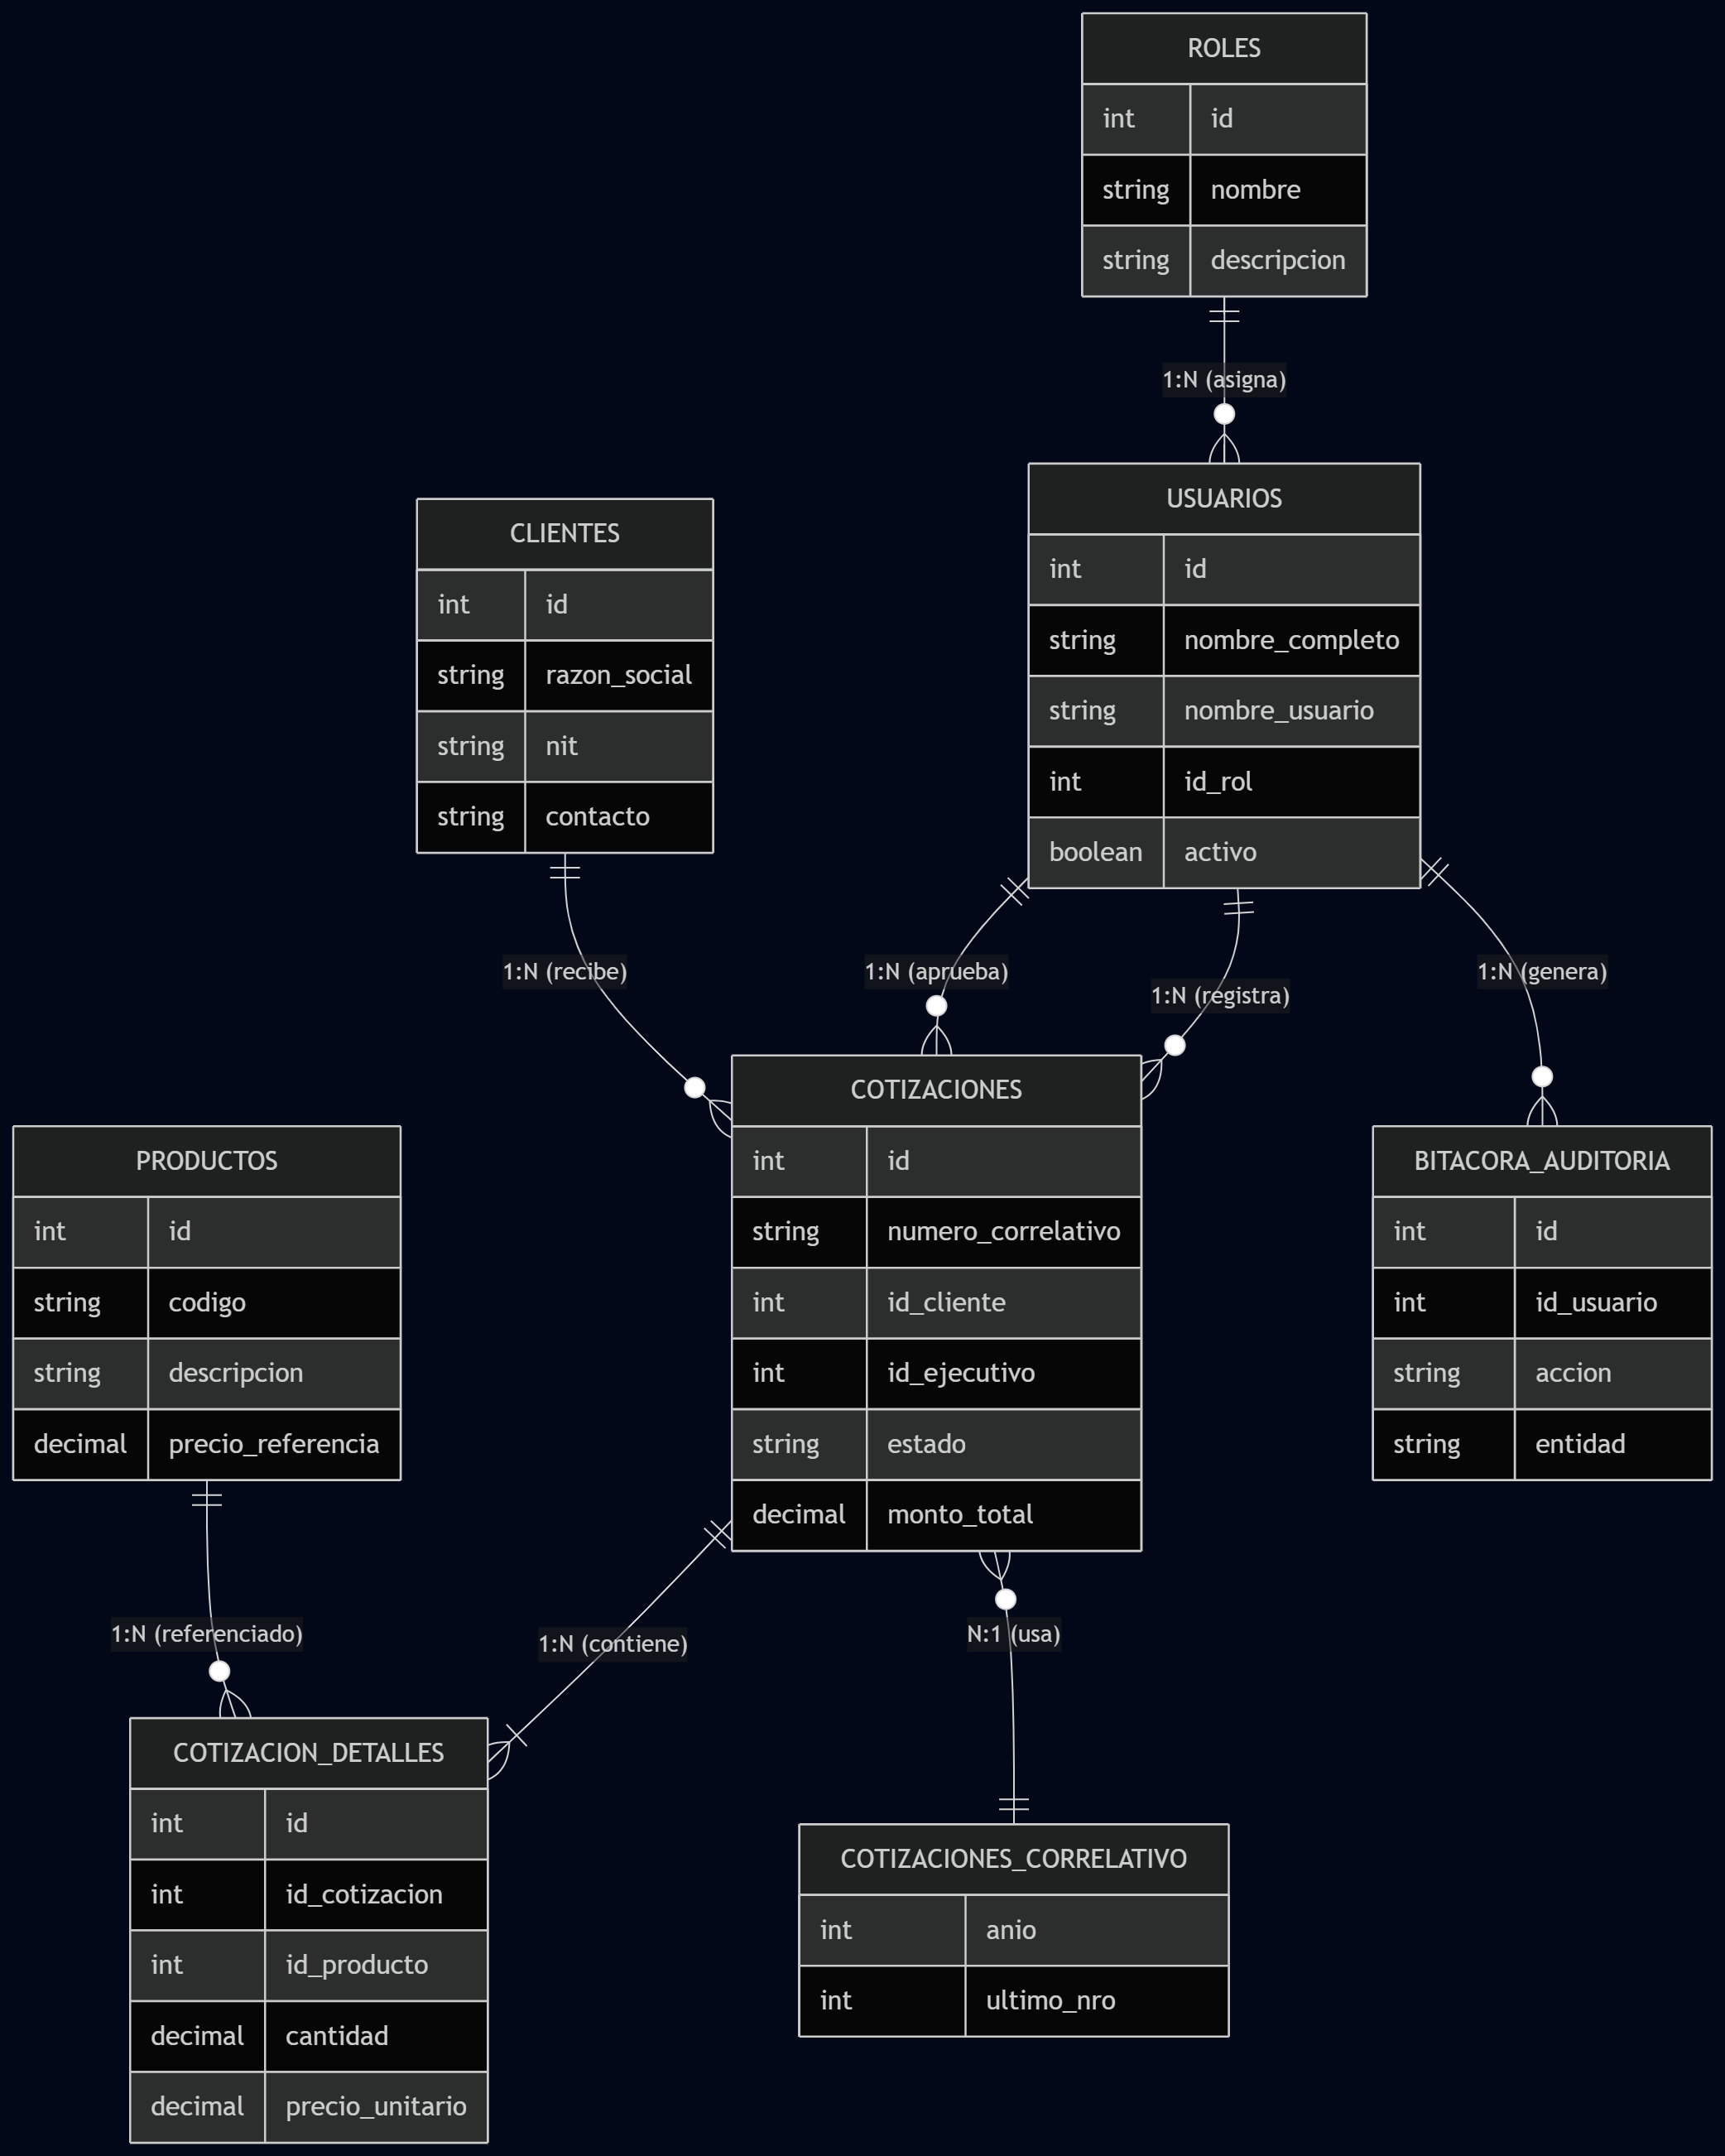 ROLES
int id
string nombre
string descripcion
1:N (asigna)
USUARIOS
int id
string nombre_completo
string nombre_usuario
int id_rol
boolean activo
CLIENTES
int id
string razon_social
string nit
string contacto
1:N (recibe)
1:N (aprueba)
1:N (registra)
1:N (genera)
COTIZACIONES
int id
string numero_correlativo
int id_cliente
int id_ejecutivo
string estado
decimal monto_total
PRODUCTOS
int id
string codigo
string descripcion
decimal precio_referencia
BITACORA_AUDITORIA
int id
int id_usuario
string accion
string entidad
1:N (referenciado)
1:N (contiene)
N:1 (usa)
COTIZACION_DETALLES
int id
int id_cotizacion
int id_producto
decimal cantidad
decimal precio_unitario
COTIZACIONES_CORRELATIVO
int anio
int ultimo_nro